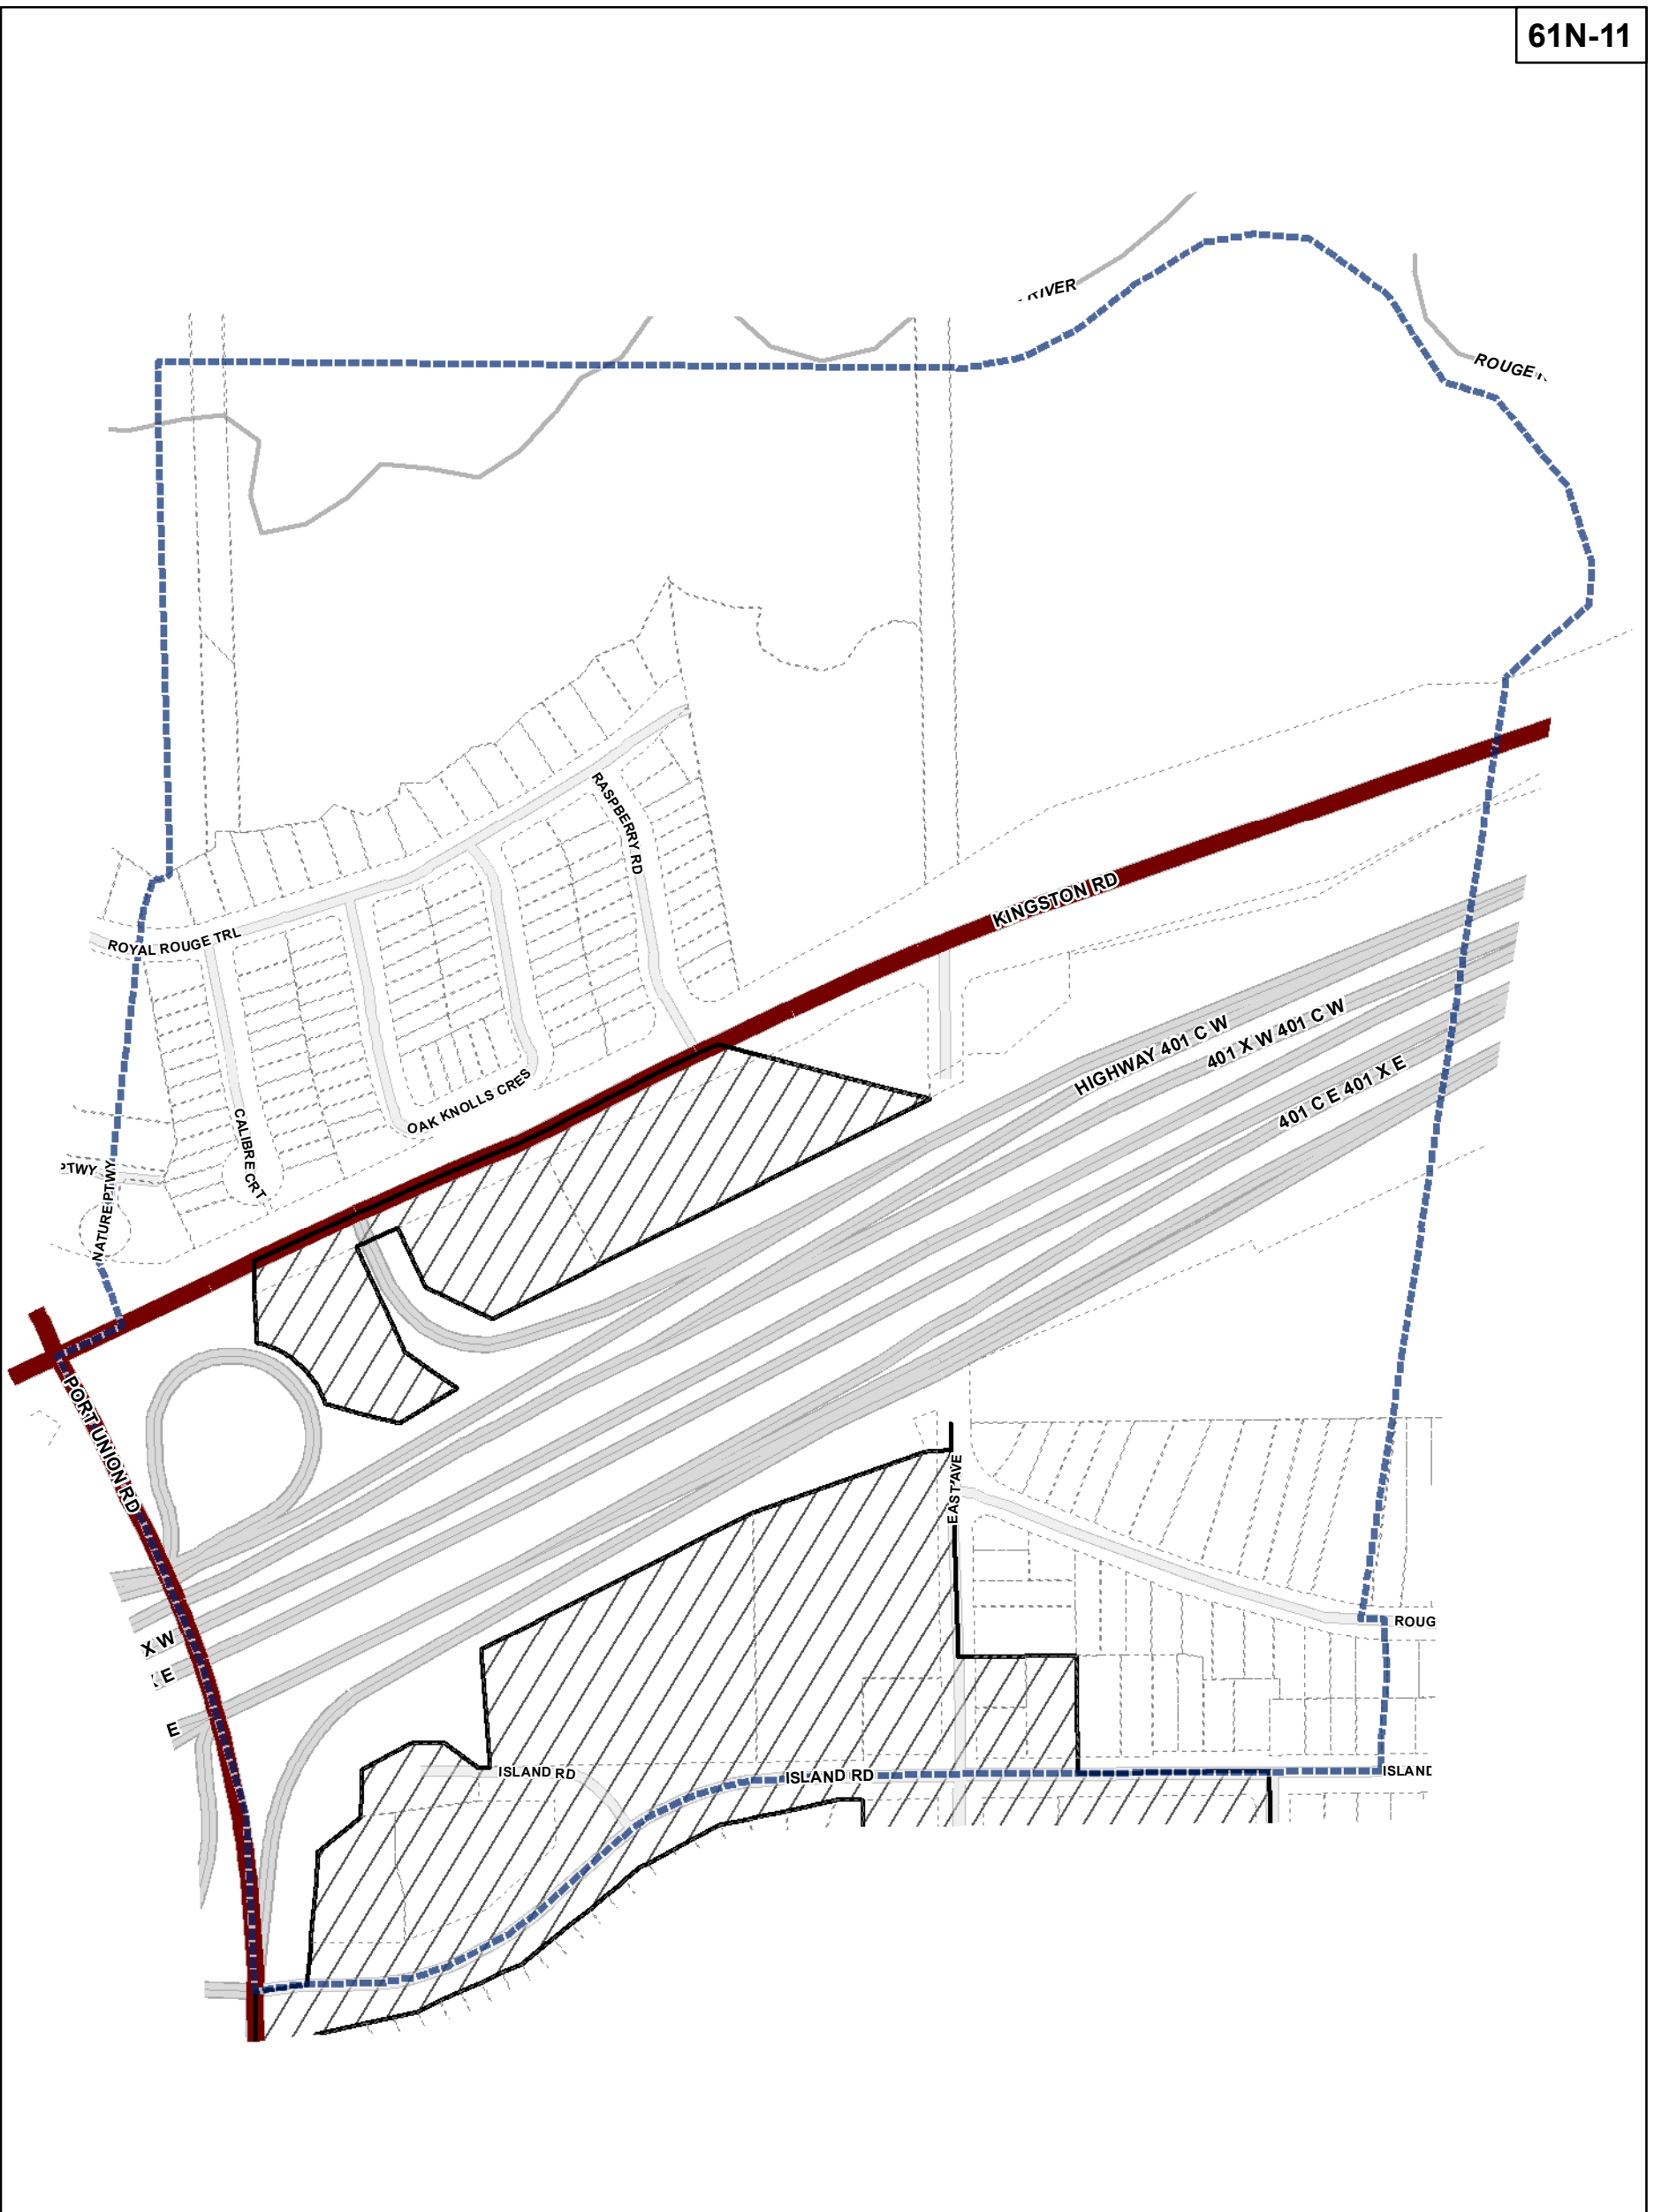 61N-11
RIVER
ROUGE
RASPBERRY RD
KINGSTON RD
ROYAL ROUGE TRL
HIGHWAY 401 C W
401 X W 401 C W
401 C E 401 X E
OAK KNOLLS CRES
CALIBRE CRT
PTWY
NATURE PTWY
PORT UNION RD
EAST AVE
X W
E
ROUG
E
ISLAND RD
ISLAND RD
ISLAND